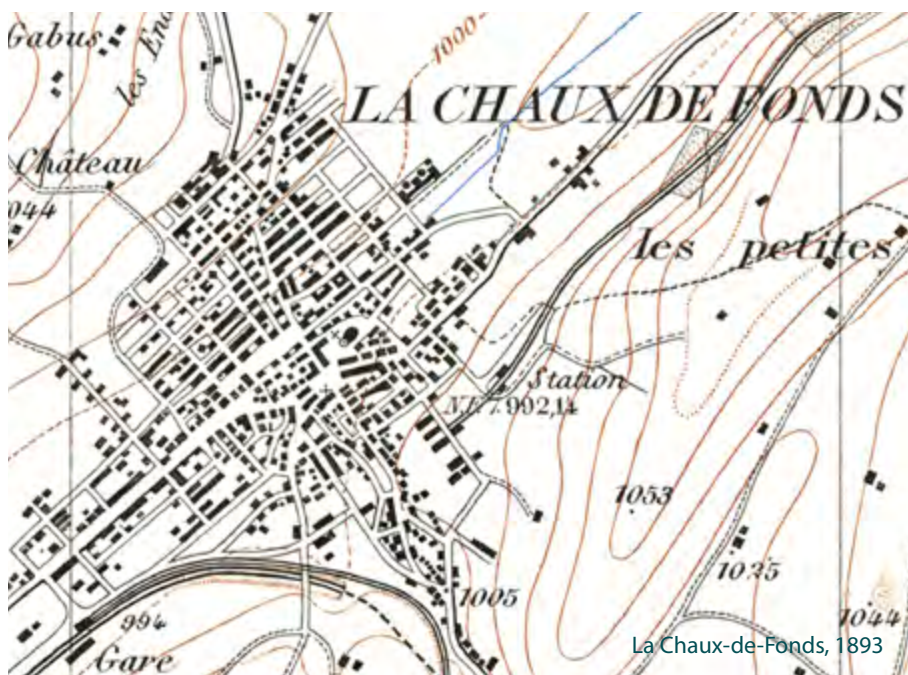 Gabus
les
1000
LA CHAUX DE FONDS
Château
044
les petites
Station
992,14
1053
1035
1005
1044
994
Gare
La Chaux-de-Fonds, 1893